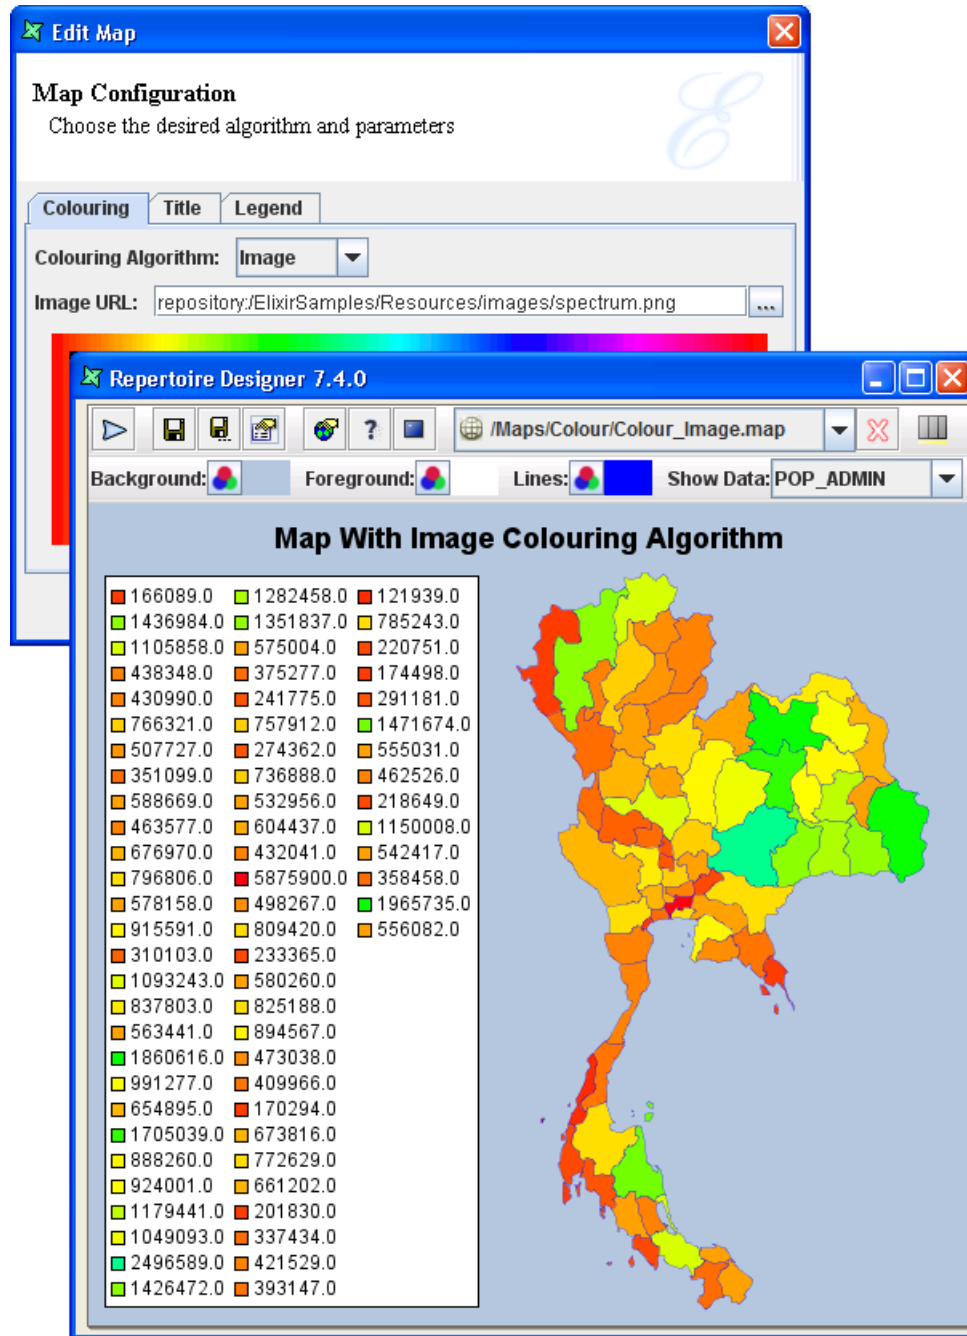 Edit Map
Map Configuration
Choose the desired algorithm and parameters
Colouring Title Legend
Colouring Algorithm: Image
Image URL: repository:/ElixirSamples/Resources/images/spectrum.png ...
Repertoire Designer 7.4.0
/Maps/Colour/Colour_Image.map
Background: Foreground: Lines: Show Data: POP_ADMIN
Map With Image Colouring Algorithm
166089.0 1282458.0 121939.0
1436984.0 1351837.0 785243.0
1105858.0 575004.0 220751.0
438348.0 375277.0 174498.0
430990.0 241775.0 291181.0
766321.0 757912.0 1471674.0
507727.0 274362.0 555031.0
351099.0 736888.0 462526.0
588669.0 532956.0 218649.0
463577.0 604437.0 1150008.0
676970.0 432041.0 542417.0
796806.0 5875900.0 358458.0
578158.0 498267.0 1965735.0
915591.0 809420.0 556082.0
310103.0 233365.0
1093243.0 580260.0
837803.0 825188.0
563441.0 894567.0
1860616.0 473038.0
991277.0 409966.0
654895.0 170294.0
1705039.0 673816.0
888260.0 772629.0
924001.0 661202.0
1179441.0 201830.0
1049093.0 337434.0
2496589.0 421529.0
1426472.0 393147.0